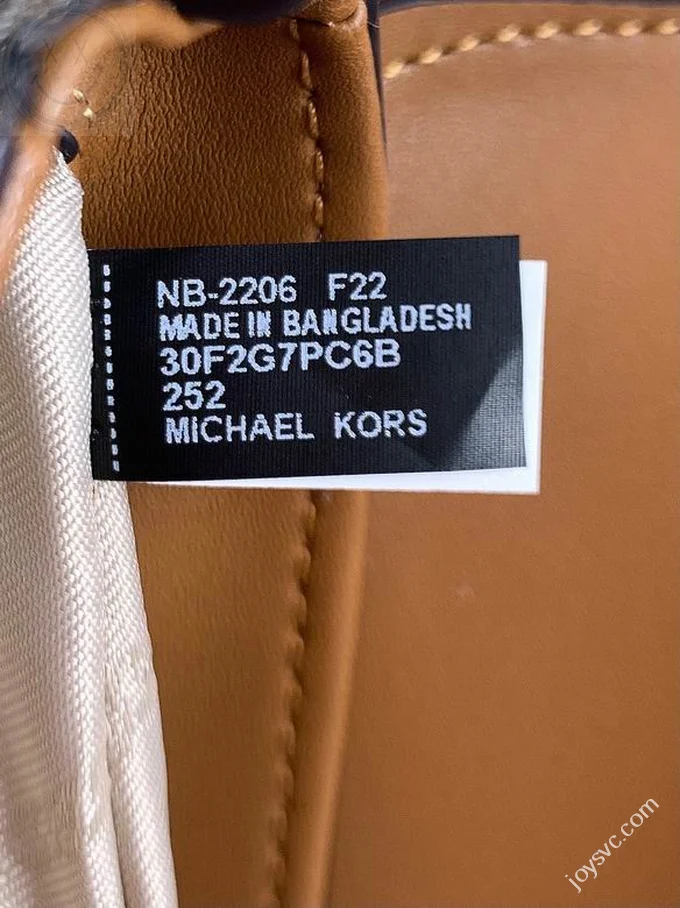 NB-2206 F22
MADE IN BANGLADESH
30F2G7PC6B
252
MICHAEL KORS
joysvc.com